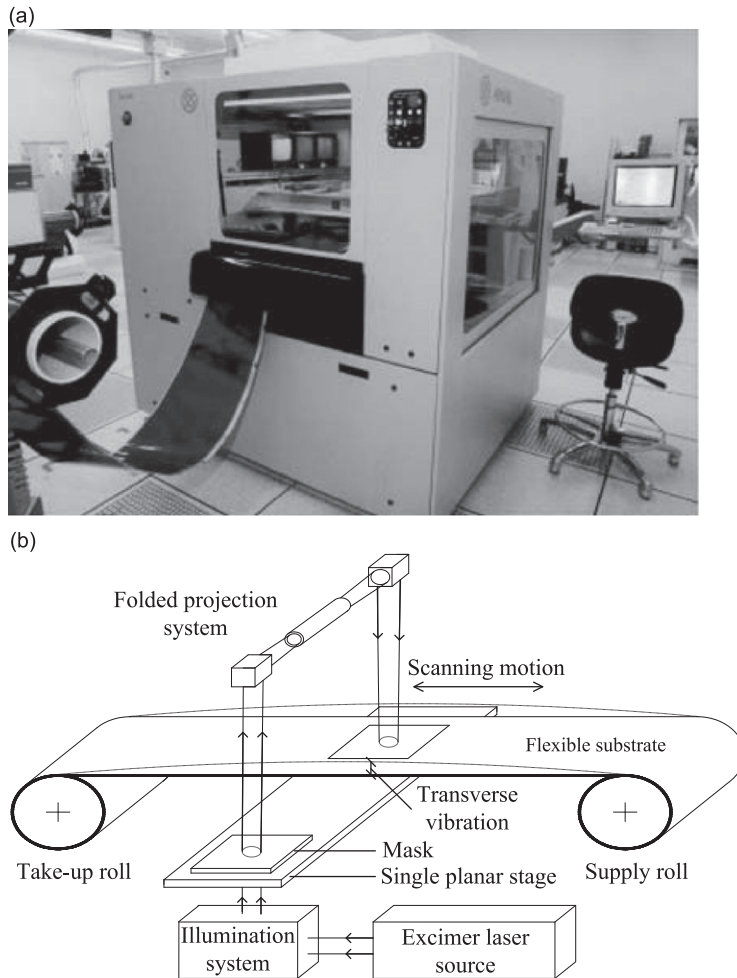 (a)
(b)
Folded projection
system
Scanning motion
Flexible substrate
Transverse
vibration
Take-up roll
Mask
Single planar stage
Supply roll
Illumination
system
Excimer laser
source